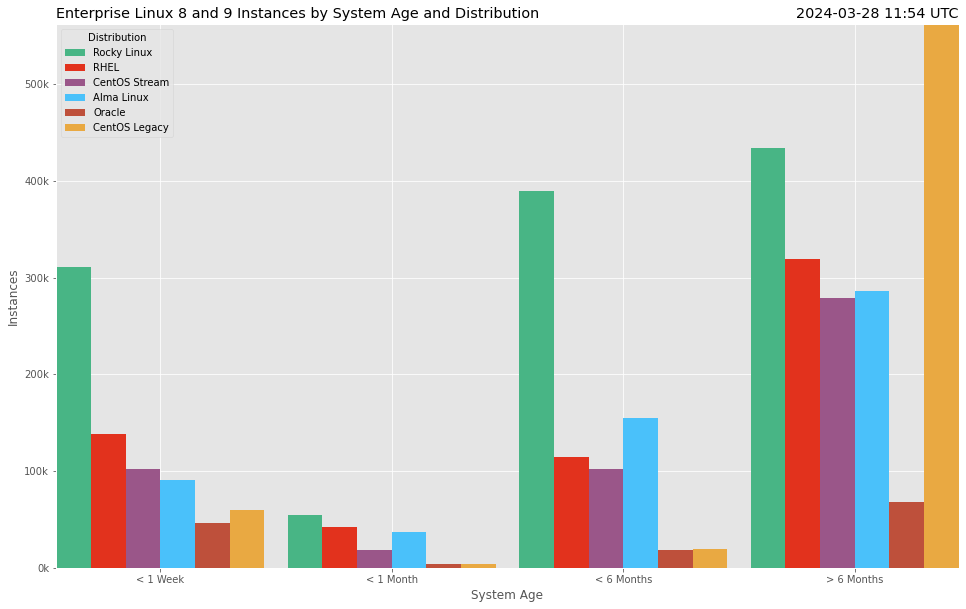 Enterprise Linux 8 and 9 Instances by System Age and Distribution
2024-03-28 11:54 UTC
Distribution
Rocky Linux
RHEL
CentOS Stream
Alma Linux
Oracle
CentOS Legacy
500k
400k
300k
200k
100k
0k
Instances
< 1 Week
< 1 Month
< 6 Months
> 6 Months
System Age